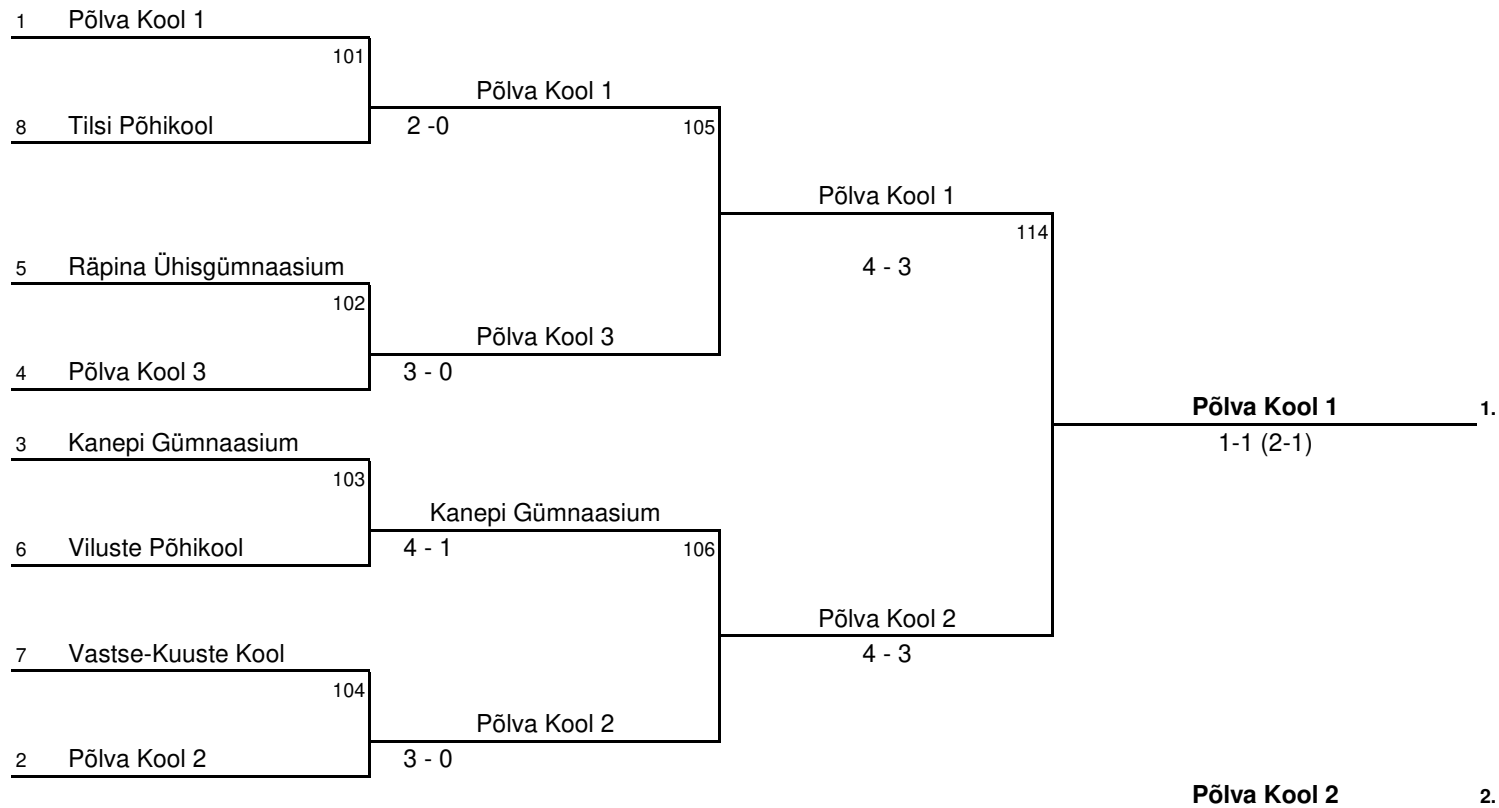 1 Põlva Kool 1
101
Põlva Kool 1
8 Tilsi Põhikool
2 -0
105
Põlva Kool 1
114
5 Räpina Ühisgümnaasium
4 - 3
102
Põlva Kool 3
4 Põlva Kool 3
3 - 0
Põlva Kool 1 1.
3 Kanepi Gümnaasium
1-1 (2-1)
103
Kanepi Gümnaasium
6 Viluste Põhikool
4 - 1
106
Põlva Kool 2
7 Vastse-Kuuste Kool
4 - 3
104
Põlva Kool 2
2 Põlva Kool 2
3 - 0
Põlva Kool 2 2.